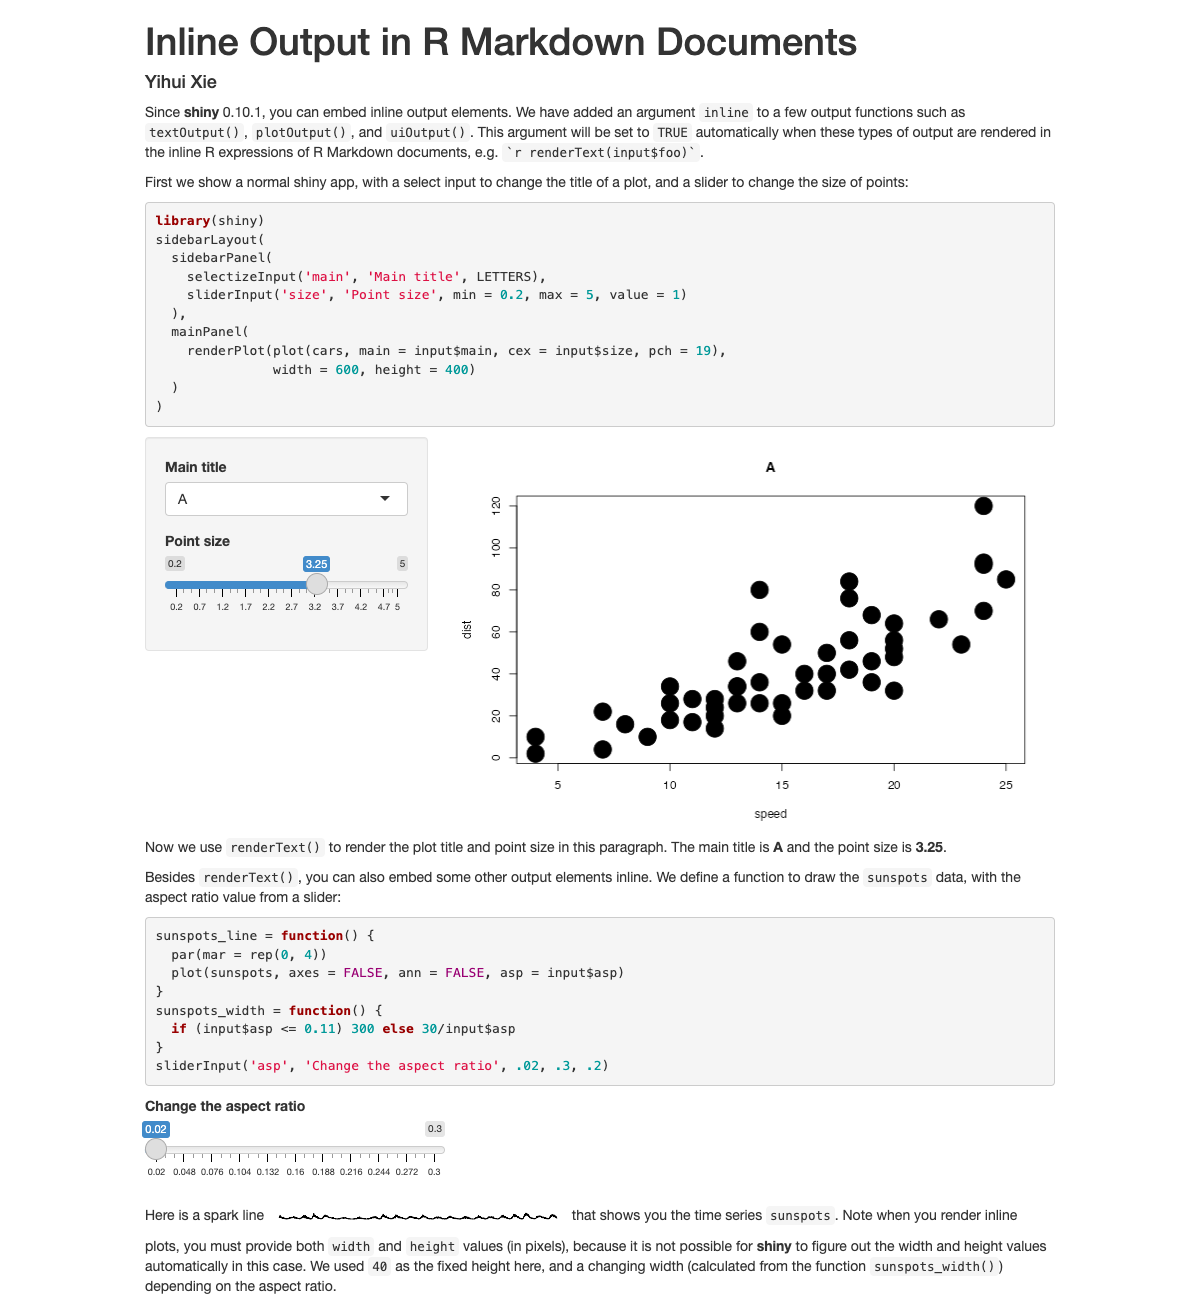 Inline Output in R Markdown Documents
Yihui Xie
Since shiny 0.10.1, you can embed inline output elements. We have added an argument inline to a few output functions such as
textOutput(), plotOutput(), and uiOutput(). This argument will be set to TRUE automatically when these types of output are rendered in
the inline R expressions of R Markdown documents, e.g. `r renderText(input$foo)`.
First we show a normal shiny app, with a select input to change the title of a plot, and a slider to change the size of points:
library(shiny)
sidebarLayout(
  sidebarPanel(
    selectizeInput('main', 'Main title', LETTERS),
    sliderInput('size', 'Point size', min = 0.2, max = 5, value = 1)
  ),
  mainPanel(
    renderPlot(plot(cars, main = input$main, cex = input$size, pch = 19),
               width = 600, height = 400)
  )
)
Main title
A
Point size
0.2 3.25 5
0.2 0.7 1.2 1.7 2.2 2.7 3.2 3.7 4.2 4.7 5
A
120
100
80
60
40
20
0
dist
5 10 15 20 25
speed
Now we use renderText() to render the plot title and point size in this paragraph. The main title is A and the point size is 3.25.
Besides renderText(), you can also embed some other output elements inline. We define a function to draw the sunspots data, with the
aspect ratio value from a slider:
sunspots_line = function() {
  par(mar = rep(0, 4))
  plot(sunspots, axes = FALSE, ann = FALSE, asp = input$asp)
}
sunspots_width = function() {
  if (input$asp <= 0.11) 300 else 30/input$asp
}
sliderInput('asp', 'Change the aspect ratio', .02, .3, .2)
Change the aspect ratio
0.02 0.3
0.02 0.048 0.076 0.104 0.132 0.16 0.188 0.216 0.244 0.272 0.3
Here is a spark line that shows you the time series sunspots. Note when you render inline
plots, you must provide both width and height values (in pixels), because it is not possible for shiny to figure out the width and height values
automatically in this case. We used 40 as the fixed height here, and a changing width (calculated from the function sunspots_width())
depending on the aspect ratio.